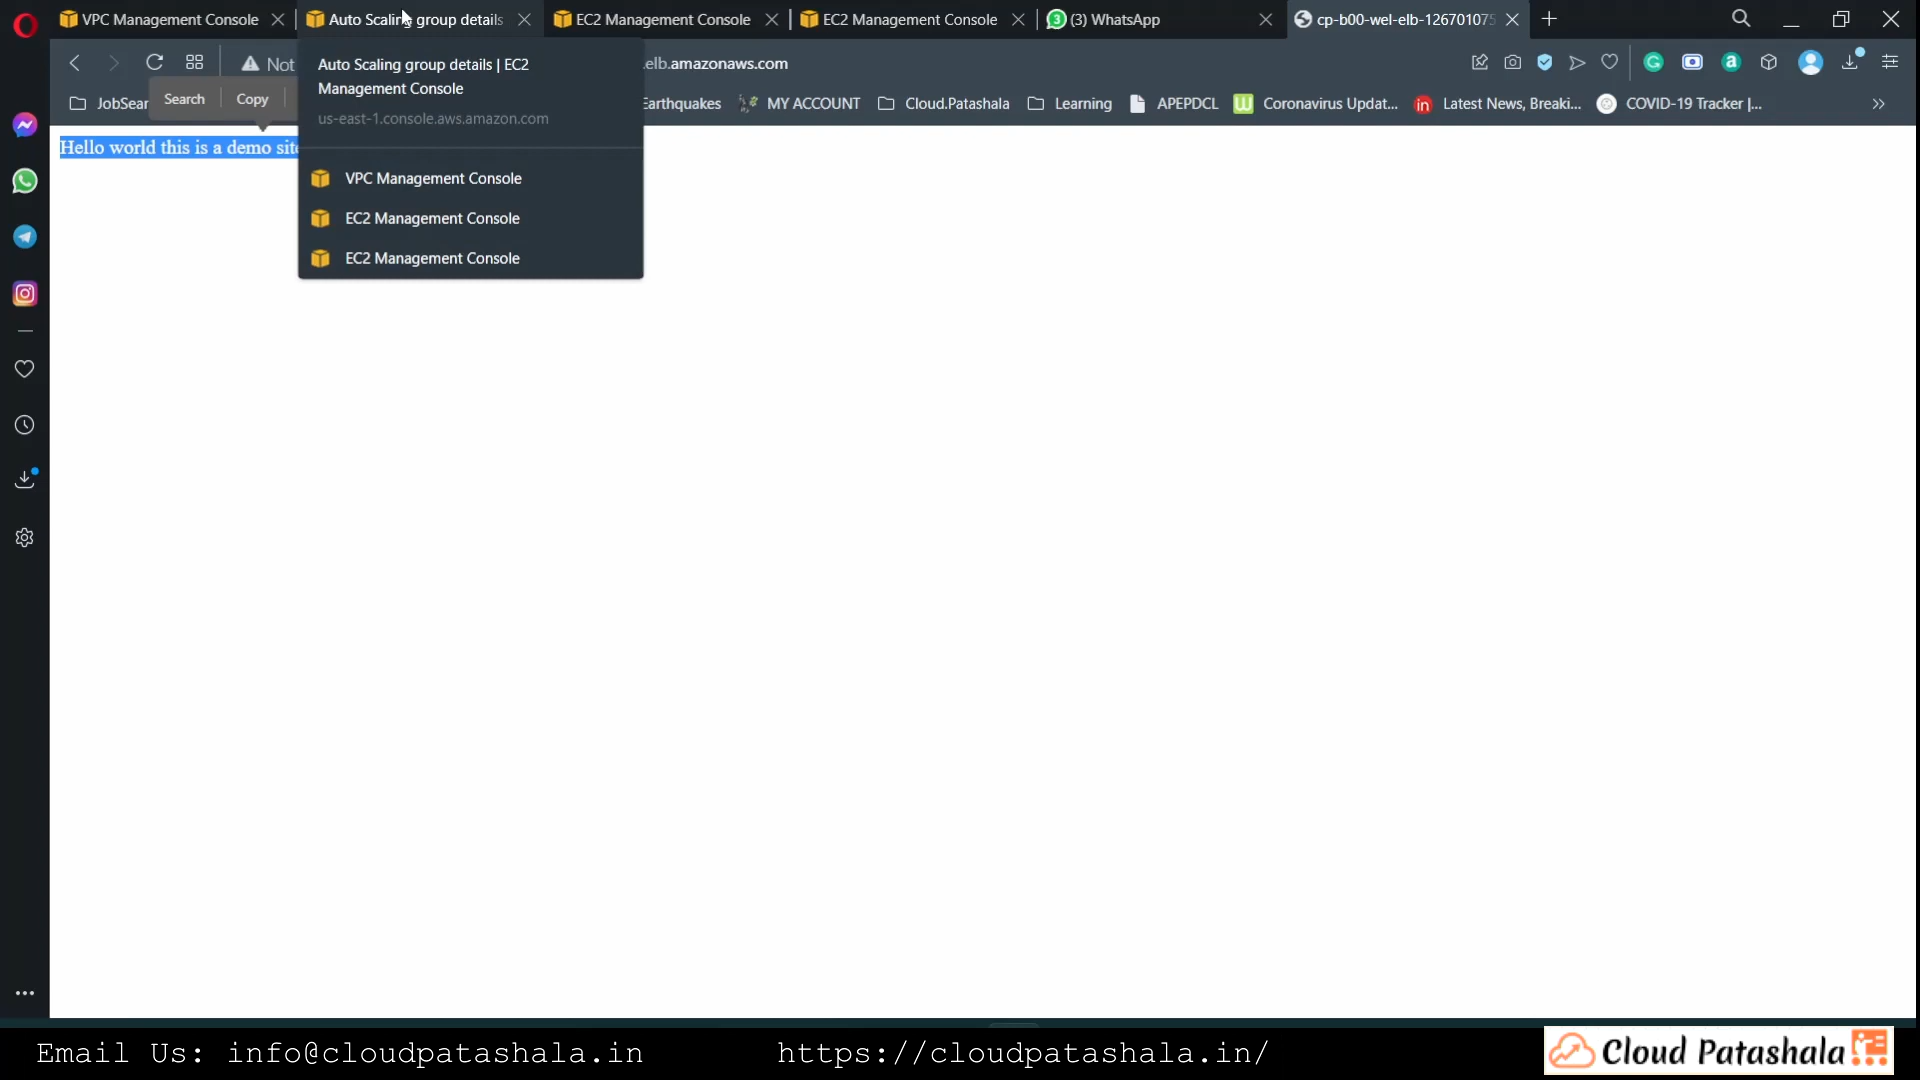 VPC Management Console
Auto Scaling group details
EC2 Management Console
EC2 Management Console
(3) WhatsApp
cp-b00-wel-elb-126701075
Not
Auto Scaling group details | EC2
Management Console
us-east-1.console.aws.amazon.com
.elb.amazonaws.com
JobSear
Search
Copy
Earthquakes
MY ACCOUNT
Cloud.Patashala
Learning
APEPDCL
Coronavirus Updat...
Latest News, Breaki...
COVID-19 Tracker |...
Hello world this is a demo site
VPC Management Console
EC2 Management Console
EC2 Management Console
Email Us: info@cloudpatashala.in
https://cloudpatashala.in/
Cloud Patashala